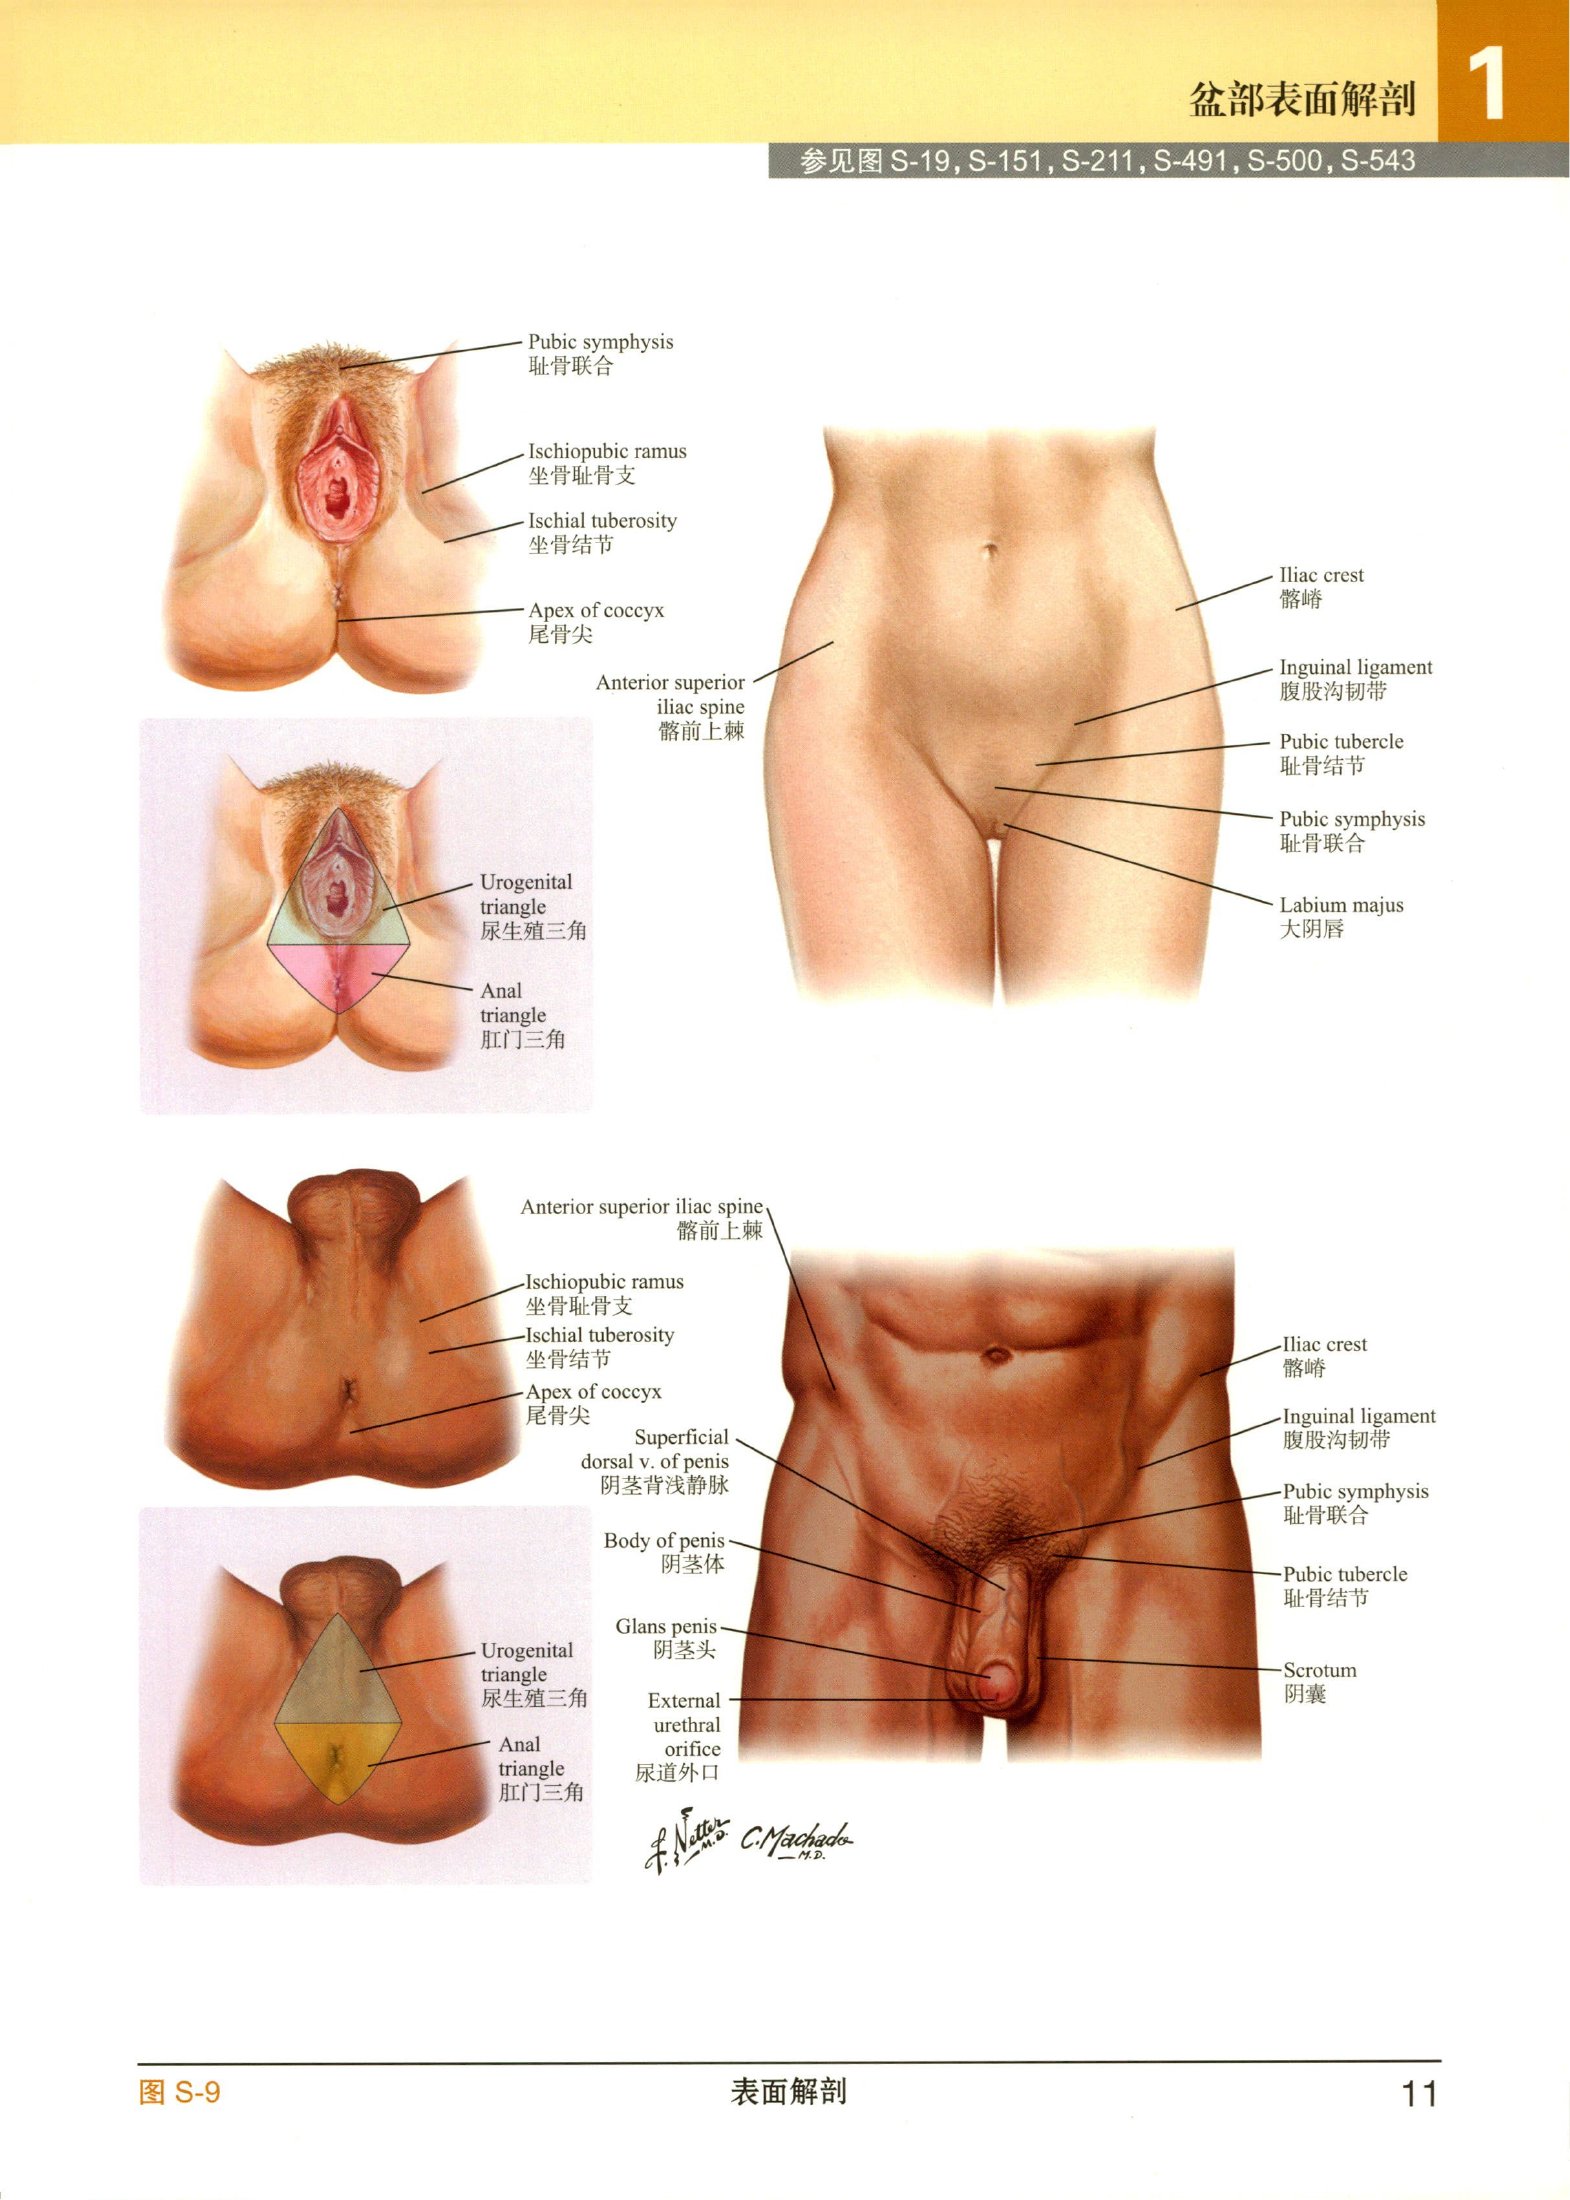 盆部表面解剖
1
参见图 S-19, S-151, S-211, S-491, S-500, S-543
Pubic symphysis
耻骨联合
Ischiopubic ramus
坐骨耻骨支
Ischial tuberosity
坐骨结节
Apex of coccyx
尾骨尖
Anterior superior
iliac spine
髂前上棘
Iliac crest
髂嵴
Inguinal ligament
腹股沟韧带
Pubic tubercle
耻骨结节
Pubic symphysis
耻骨联合
Labium majus
大阴唇
Urogenital
triangle
尿生殖三角
Anal
triangle
肛门三角
Anterior superior iliac spine
髂前上棘
Ischiopubic ramus
坐骨耻骨支
Ischial tuberosity
坐骨结节
Apex of coccyx
尾骨尖
Superficial
dorsal v. of penis
阴茎背浅静脉
Body of penis
阴茎体
Glans penis
阴茎头
External
urethral
orifice
尿道外口
Iliac crest
髂嵴
Inguinal ligament
腹股沟韧带
Pubic symphysis
耻骨联合
Pubic tubercle
耻骨结节
Scrotum
阴囊
Urogenital
triangle
尿生殖三角
Anal
triangle
肛门三角
F. Netter M.D.
C. Machado M.D.
图 S-9
表面解剖
11